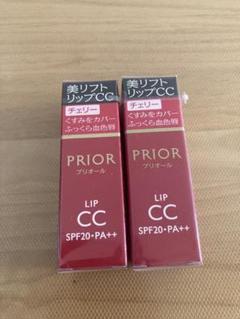 美リフト
リップCC
チェリー
くすみをカバー
ふっくら血色唇
PRIOR
プリオール
LIP
CC
SPF20・PA++
美リフト
リップCC
チェリー
くすみをカバー
ふっくら血色唇
PRIOR
プリオール
LIP
CC
SPF20・PA++